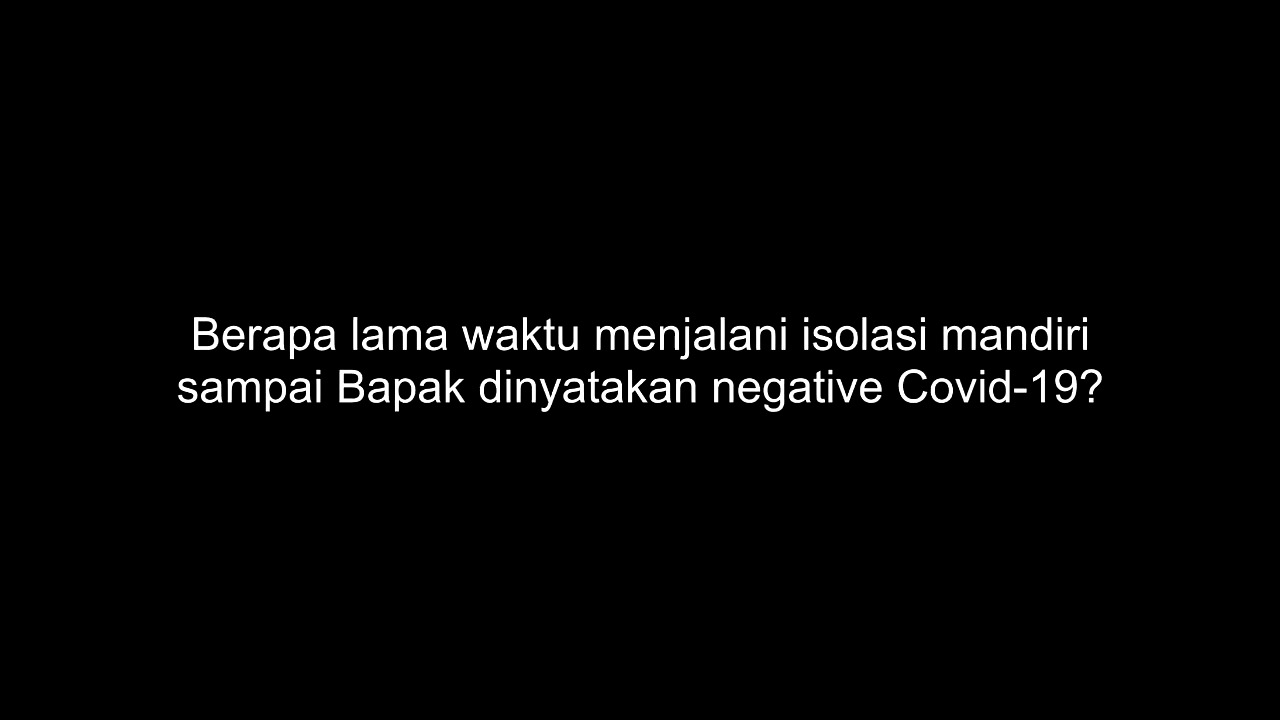 Berapa lama waktu menjalani isolasi mandiri
sampai Bapak dinyatakan negative Covid-19?